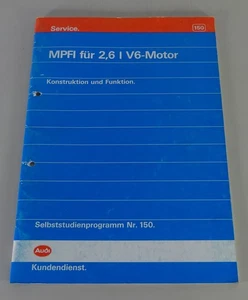 Service.
150
MPFI für 2,6 l V6-Motor
Konstruktion und Funktion.
Selbststudienprogramm Nr. 150.
Audi
Kundendienst.